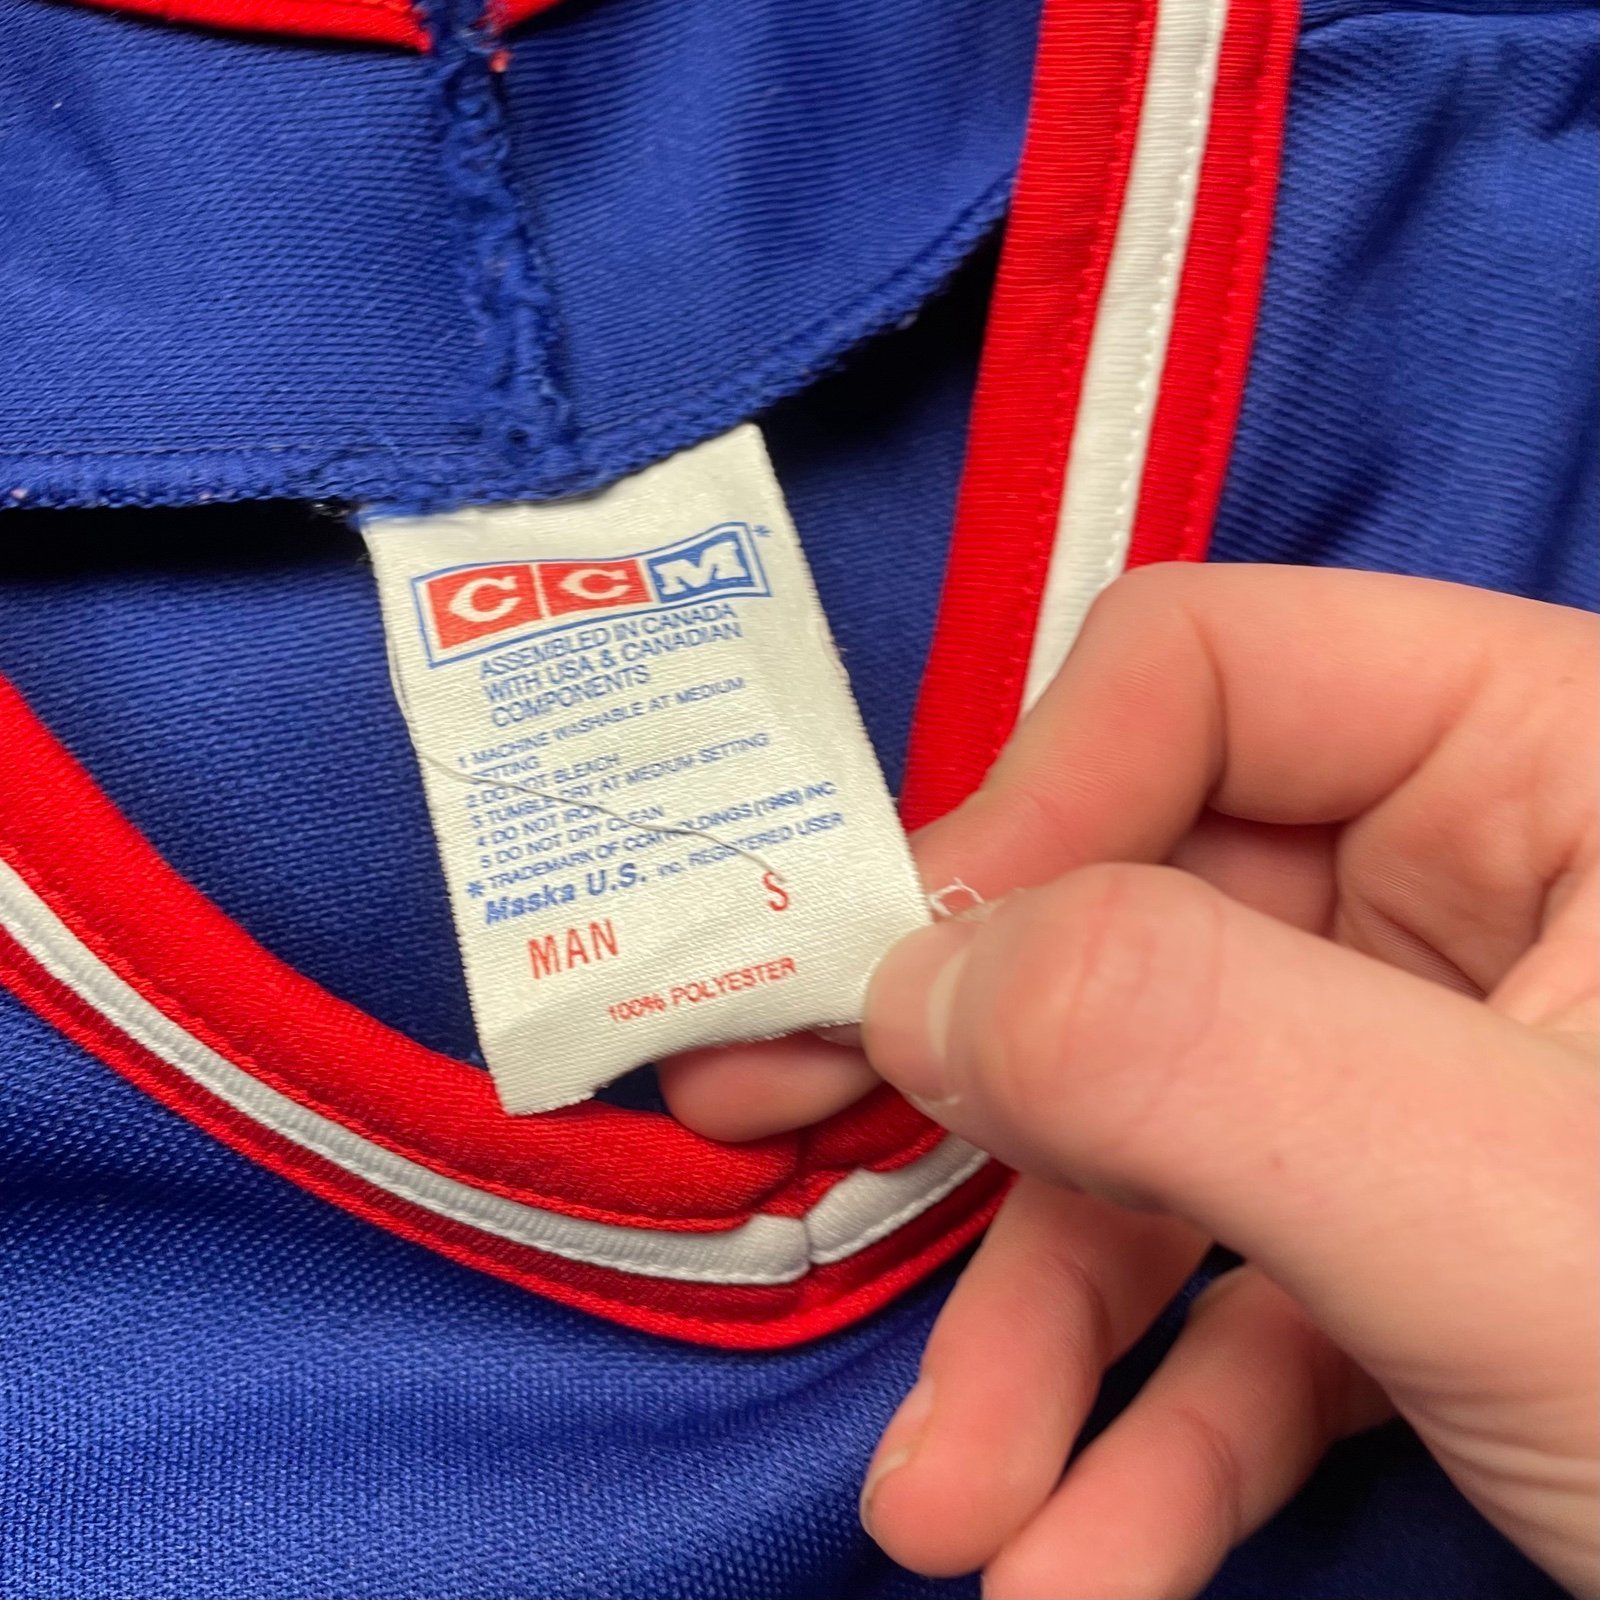 CCM*
ASSEMBLED IN CANADA
WITH USA & CANADIAN
COMPONENTS
1 MACHINE WASHABLE AT MEDIUM
SETTING
2 DO NOT BLEACH
3 TUMBLE DRY AT MEDIUM SETTING
4 DO NOT IRON
5 DO NOT DRY CLEAN
* TRADEMARK OF CCM HOLDINGS (1983) INC
Maska U.S. INC. REGISTERED USER
MAN S
100% POLYESTER